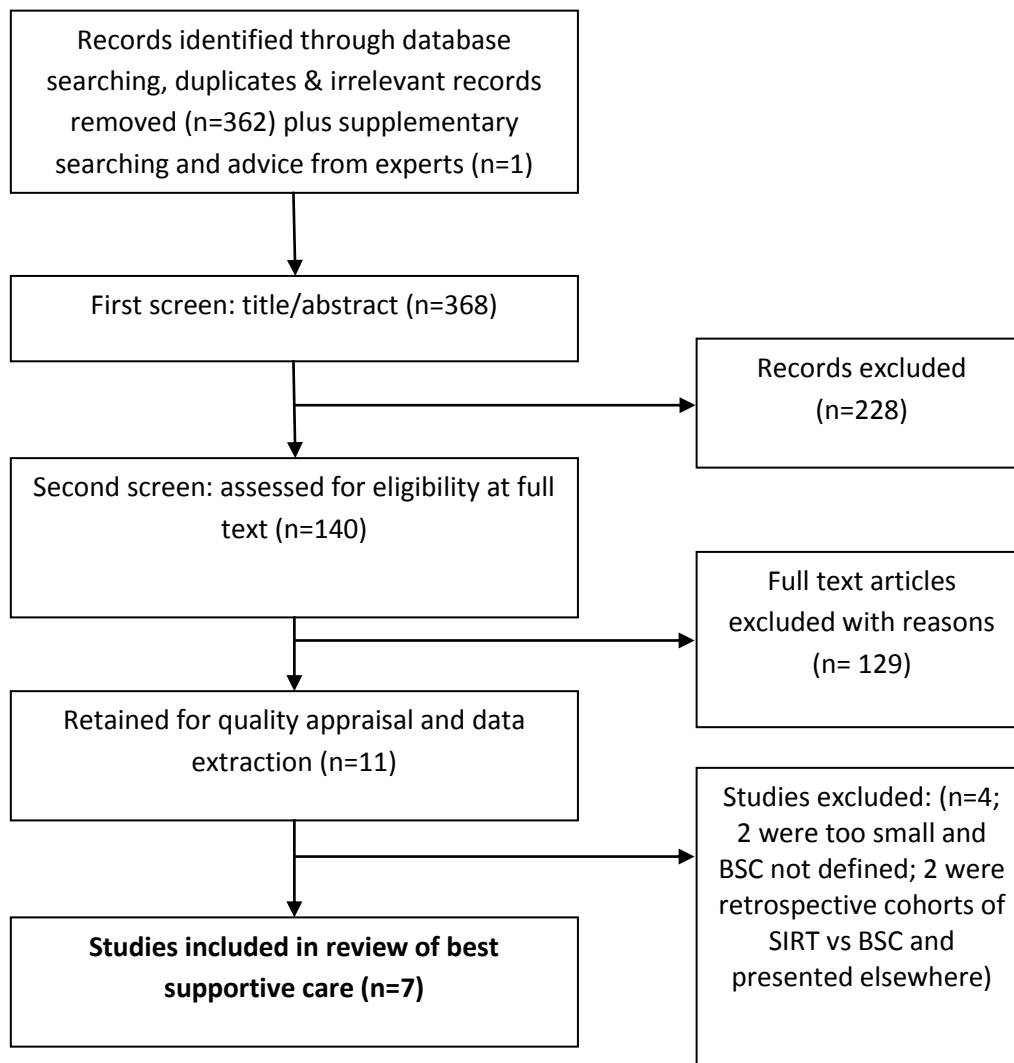 Records identified through database
searching, duplicates & irrelevant records
removed (n=362) plus supplementary
searching and advice from experts (n=1)
First screen: title/abstract (n=368)
Records excluded
(n=228)
Second screen: assessed for eligibility at full
text (n=140)
Full text articles
excluded with reasons
(n= 129)
Retained for quality appraisal and data
extraction (n=11)
Studies excluded: (n=4;
2 were too small and
BSC not defined; 2 were
retrospective cohorts of
SIRT vs BSC and
presented elsewhere)
Studies included in review of best
supportive care (n=7)